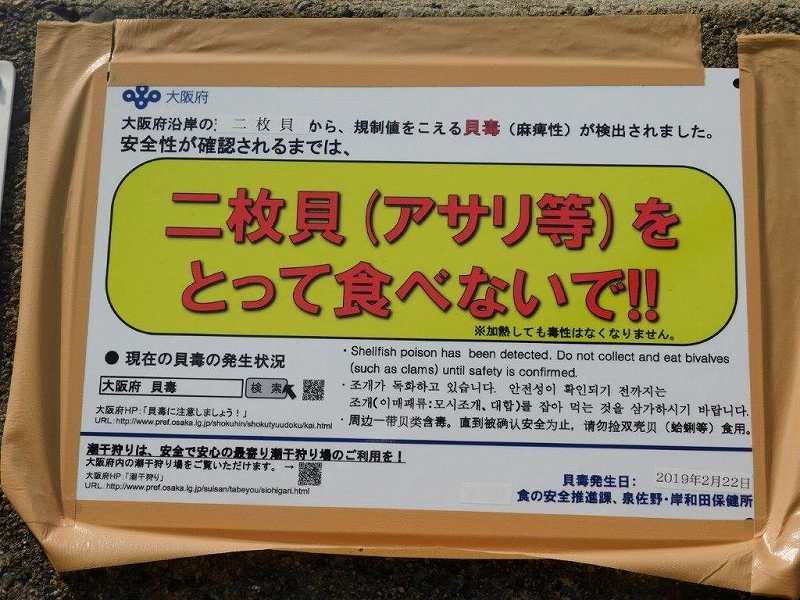 大阪府
大阪府沿岸の 二枚貝 から、規制値をこえる貝毒（麻痺性）が検出されました。
安全性が確認されるまでは、
二枚貝（アサリ等）を
とって食べないで!!
※加熱しても毒性はなくなりません。
● 現在の貝毒の発生状況
大阪府 貝毒 検索
大阪府HP：「貝毒に注意しましょう！」
URL：http://www.pref.osaka.lg.jp/shokuhin/shokutyuudoku/kai.html
・Shellfish poison has been detected. Do not collect and eat bivalves
(such as clams) until safety is confirmed.
・조개가 독화하고 있습니다. 안전성이 확인되기 전까지는
조개(이매패류:모시조개, 대합)를 잡아 먹는 것을 삼가하시기 바랍니다.
・周边一带贝类含毒。直到被确认安全为止，请勿捡双壳贝（蛤蜊等）食用。
潮干狩りは、安全で安心の最寄り潮干狩り場のご利用を！
大阪府内の潮干狩り場をご覧いただけます。→
大阪府HP：「潮干狩り」
URL：http://www.pref.osaka.lg.jp/suisan/tabeyou/siohigari.html
貝毒発生日： 2019年2月22日
食の安全推進課、泉佐野・岸和田保健所